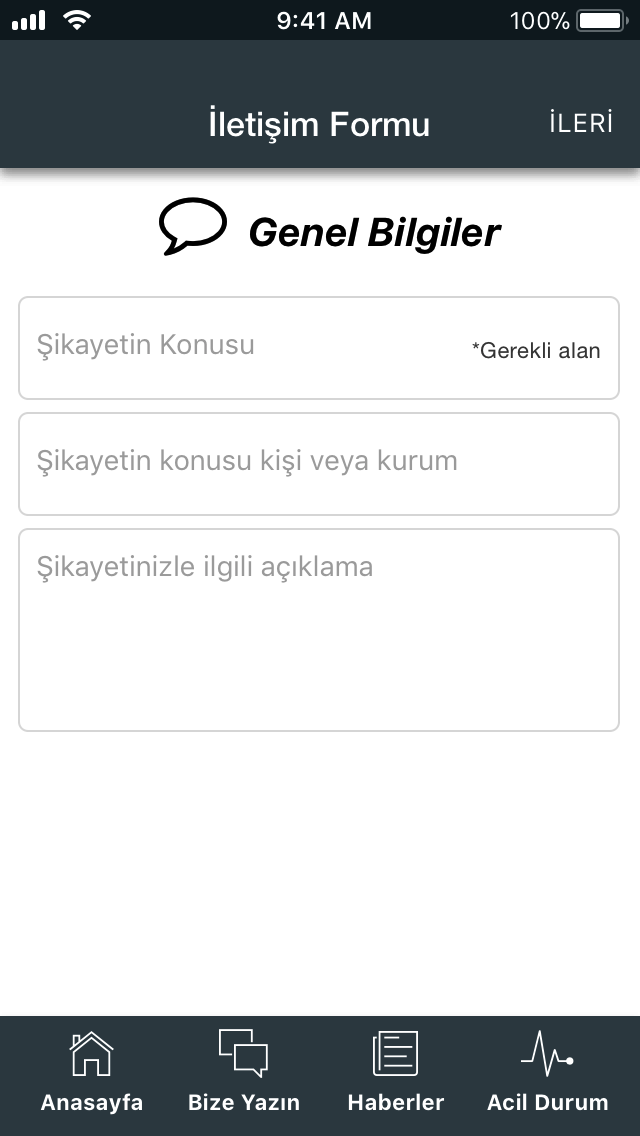 9:41 AM 100%
İletişim Formu İLERİ
Genel Bilgiler
Şikayetin Konusu *Gerekli alan
Şikayetin konusu kişi veya kurum
Şikayetinizle ilgili açıklama
Anasayfa Bize Yazın Haberler Acil Durum